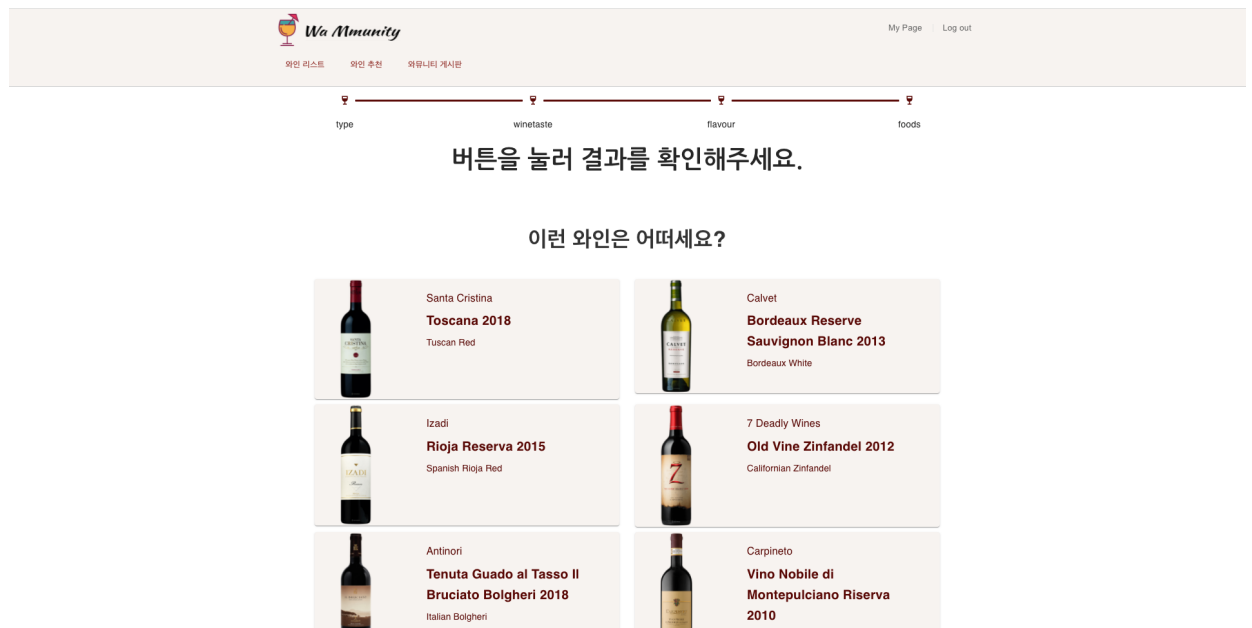 Wa Mmunity
My Page
Log out
와인 리스트
와인 추천
와뮤니티 게시판
type
winetaste
flavour
foods
버튼을 눌러 결과를 확인해주세요.
이런 와인은 어떠세요?
Santa Cristina
Toscana 2018
Tuscan Red
Calvet
Bordeaux Reserve
Sauvignon Blanc 2013
Bordeaux White
CALVET
Izadi
Rioja Reserva 2015
Spanish Rioja Red
IZADI
7 Deadly Wines
Old Vine Zinfandel 2012
Californian Zinfandel
Z
Antinori
Tenuta Guado al Tasso Il
Bruciato Bolgheri 2018
Italian Bolgheri
Carpineto
Vino Nobile di
Montepulciano Riserva
2010